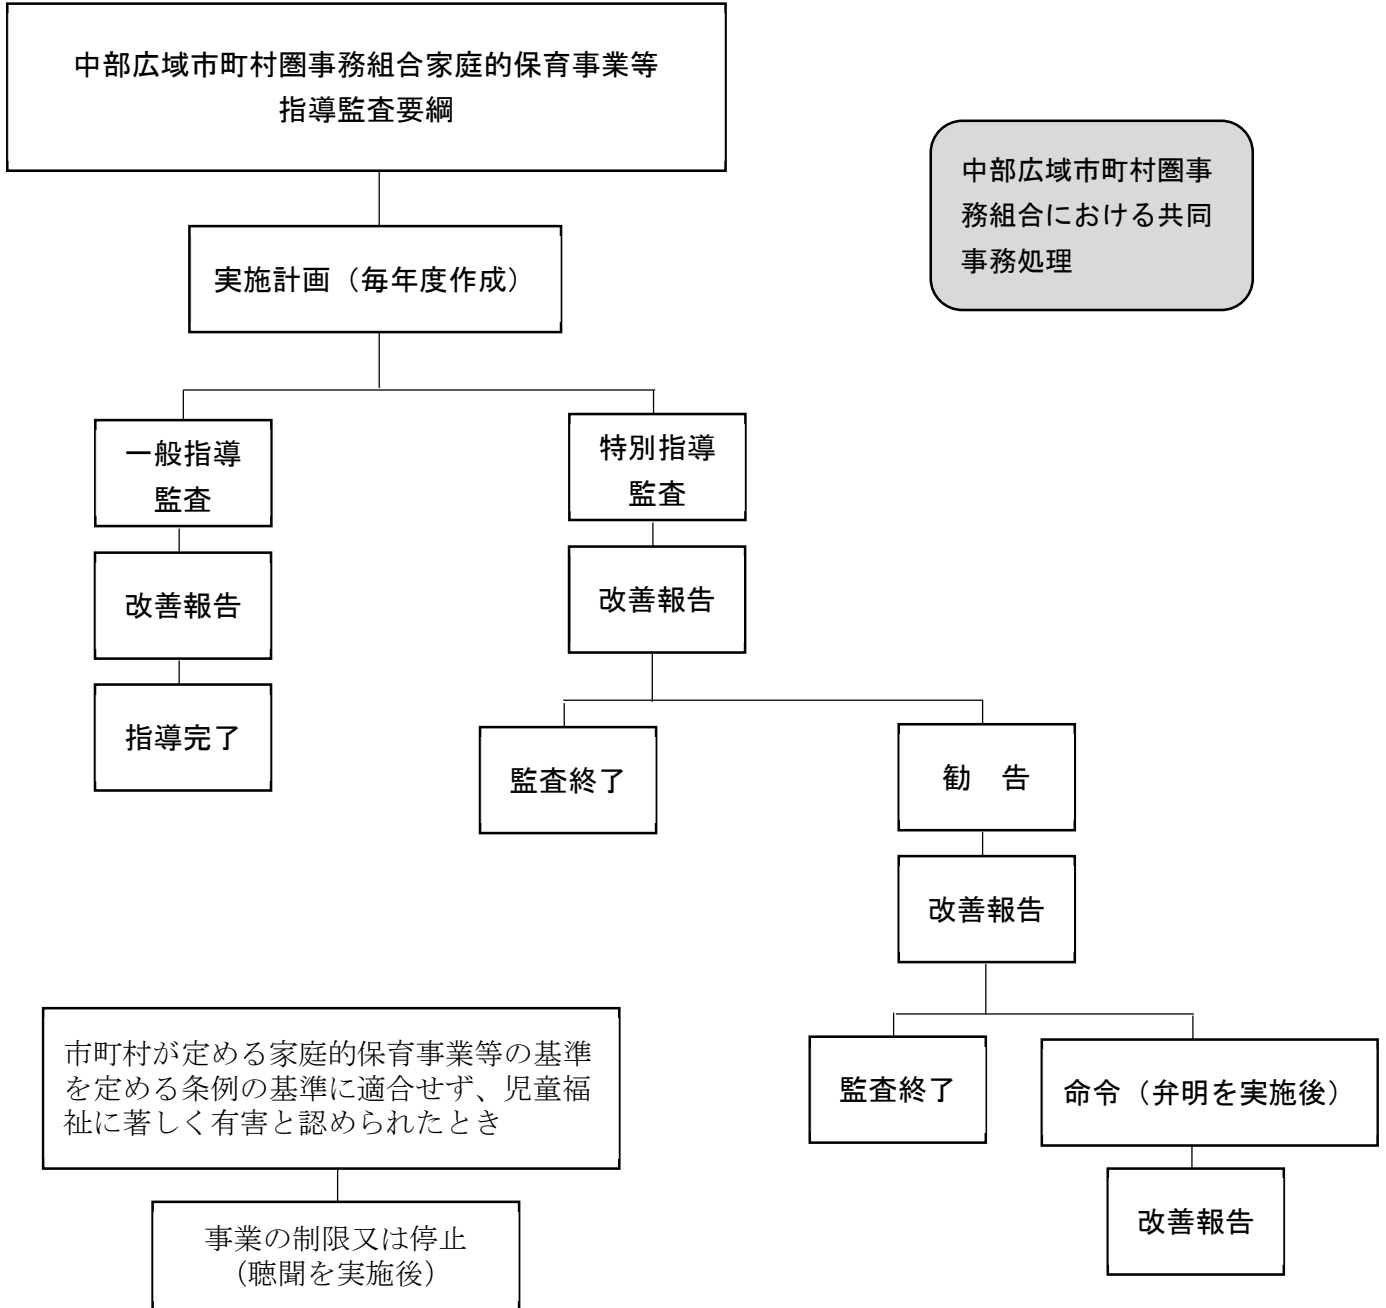 中部広域市町村圏事務組合家庭的保育事業等
指導監査要綱
中部広域市町村圏事
務組合における共同
事務処理
実施計画（毎年度作成）
一般指導
監査
特別指導
監査
改善報告
改善報告
指導完了
監査終了
勧　告
改善報告
市町村が定める家庭的保育事業等の基準
を定める条例の基準に適合せず、児童福
祉に著しく有害と認められたとき
監査終了
命令（弁明を実施後）
事業の制限又は停止
（聴聞を実施後）
改善報告